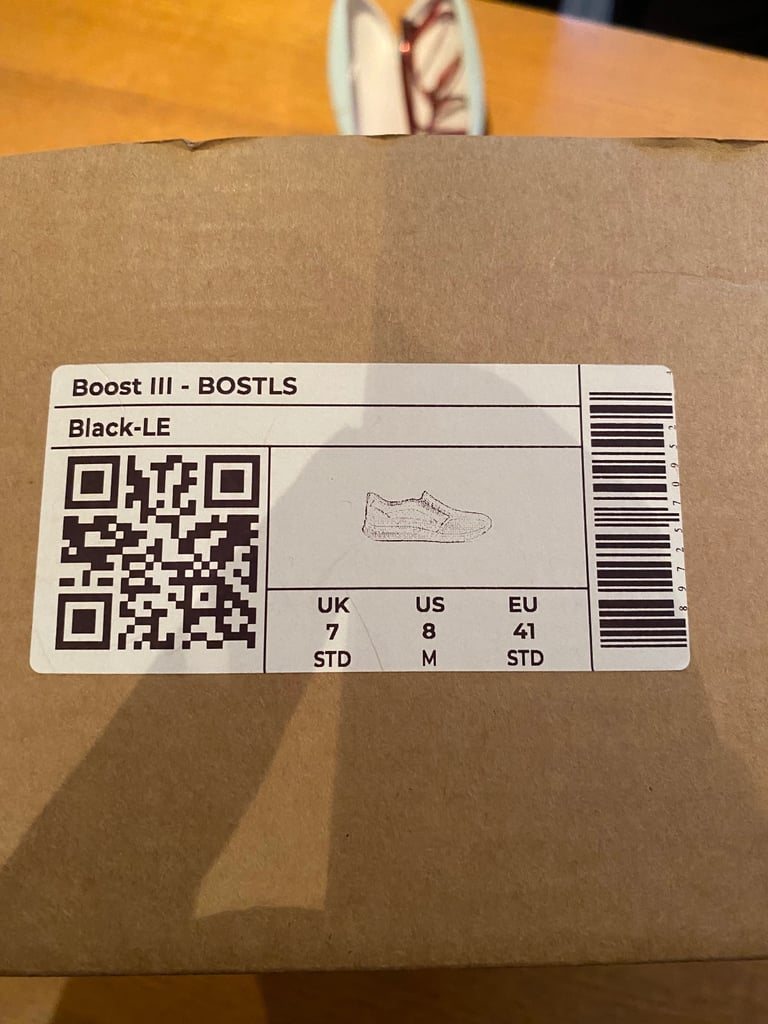 Boost III - BOSTLS
Black-LE
UK US EU
7 8 41
STD M STD